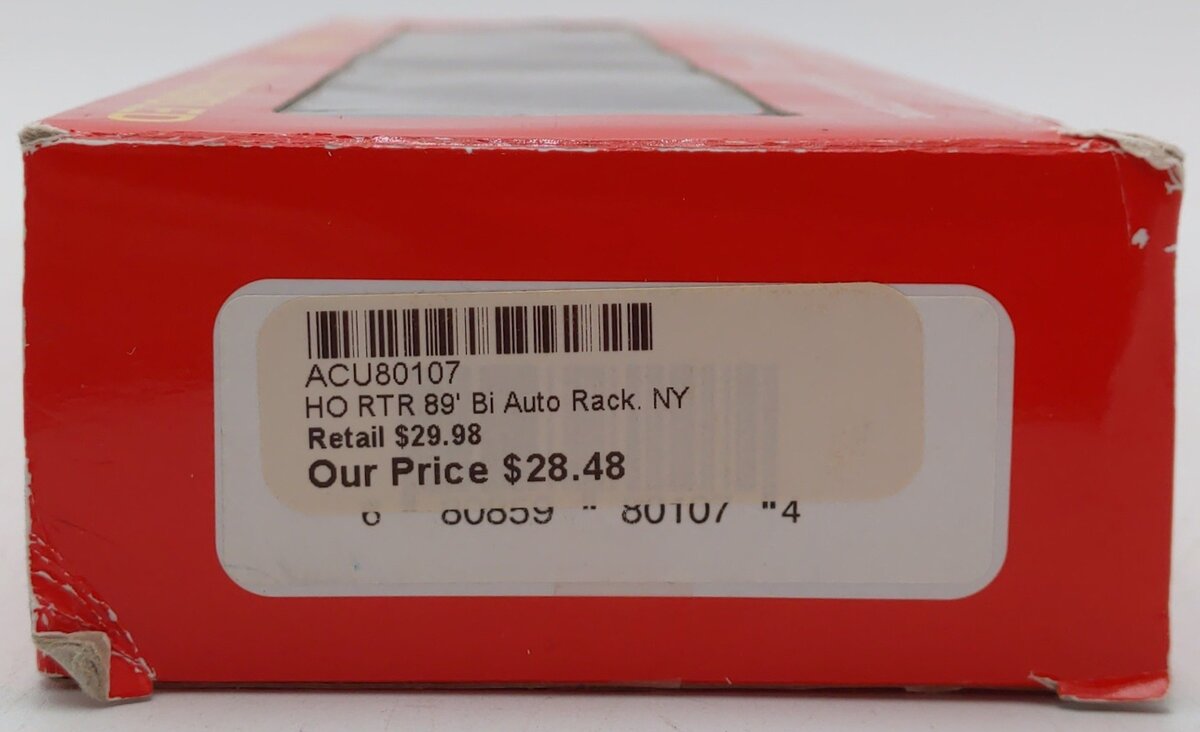 ACU80107
HO RTR 89' Bi Auto Rack. NY
Retail $29.98
Our Price $28.48
6 80859 " 80107 "4